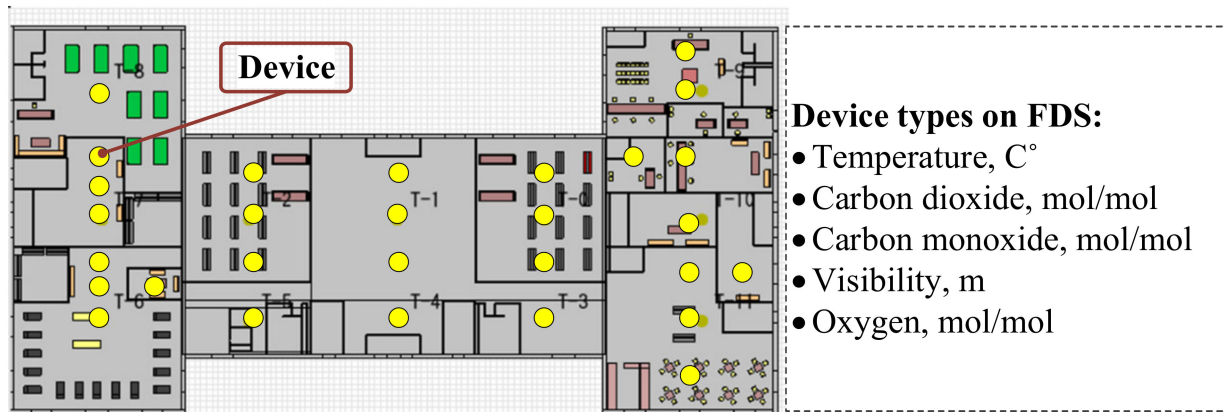 T-8
Device
T-9
T-7
T-2
T-1
T-0
T-10
T-6
T-5
T-4
T-3
T-11
Device types on FDS:
• Temperature, C°
• Carbon dioxide, mol/mol
• Carbon monoxide, mol/mol
• Visibility, m
• Oxygen, mol/mol